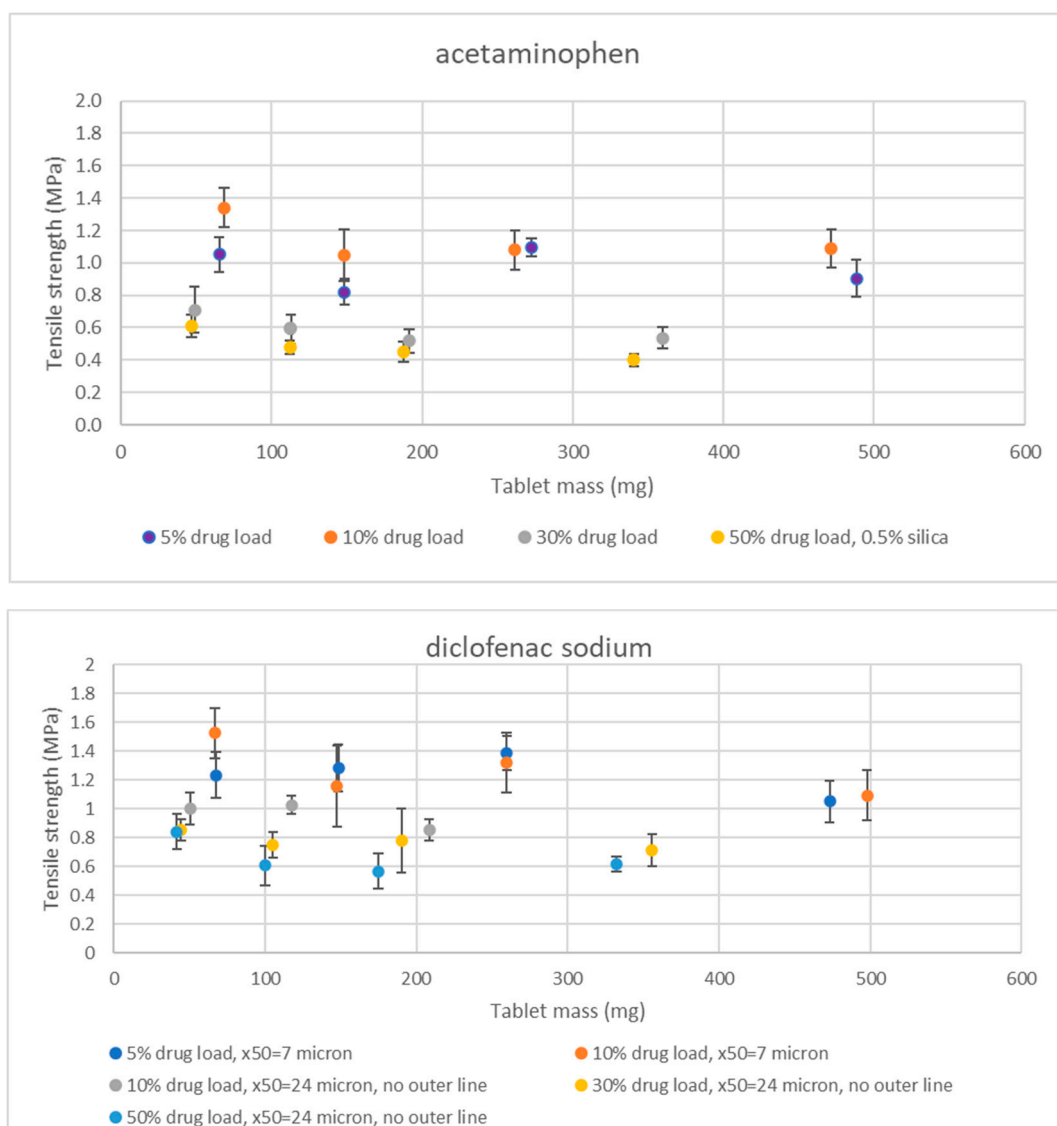 acetaminophen
2.0
1.8
1.6
1.4
1.2
1.0
0.8
0.6
0.4
0.2
0.0
Tensile strength (MPa)
0 100 200 300 400 500 600
Tablet mass (mg)
5% drug load 10% drug load 30% drug load 50% drug load, 0.5% silica
diclofenac sodium
2
1.8
1.6
1.4
1.2
1
0.8
0.6
0.4
0.2
0
Tensile strength (MPa)
0 100 200 300 400 500 600
Tablet mass (mg)
5% drug load, x50=7 micron 10% drug load, x50=7 micron
10% drug load, x50=24 micron, no outer line 30% drug load, x50=24 micron, no outer line
50% drug load, x50=24 micron, no outer line